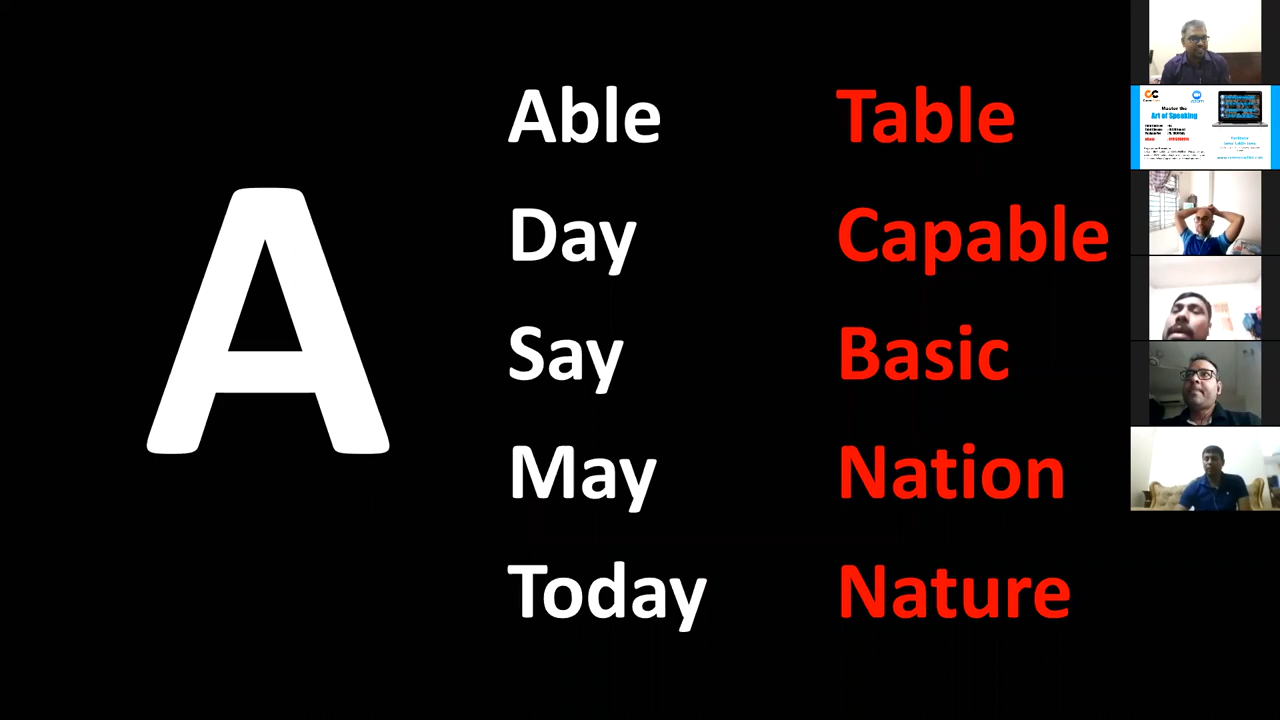 A
Able
Day
Say
May
Today
Table
Capable
Basic
Nation
Nature
Master the
Art of Speaking